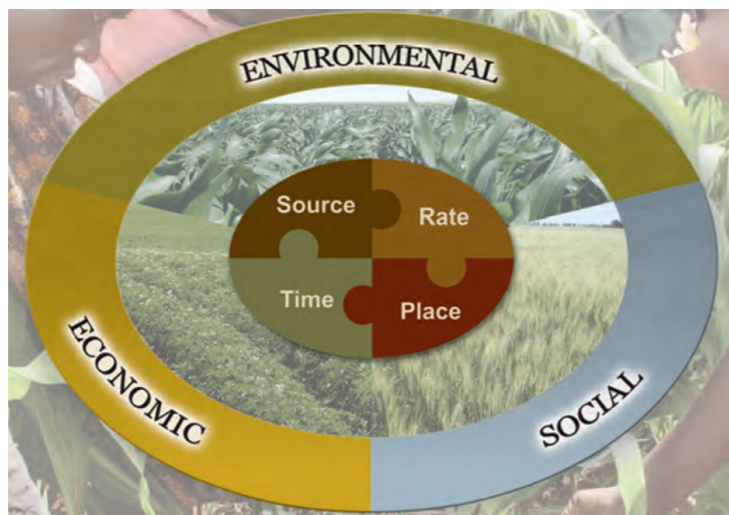 ENVIRONMENTAL
Source
Rate
Time
Place
ECONOMIC
SOCIAL